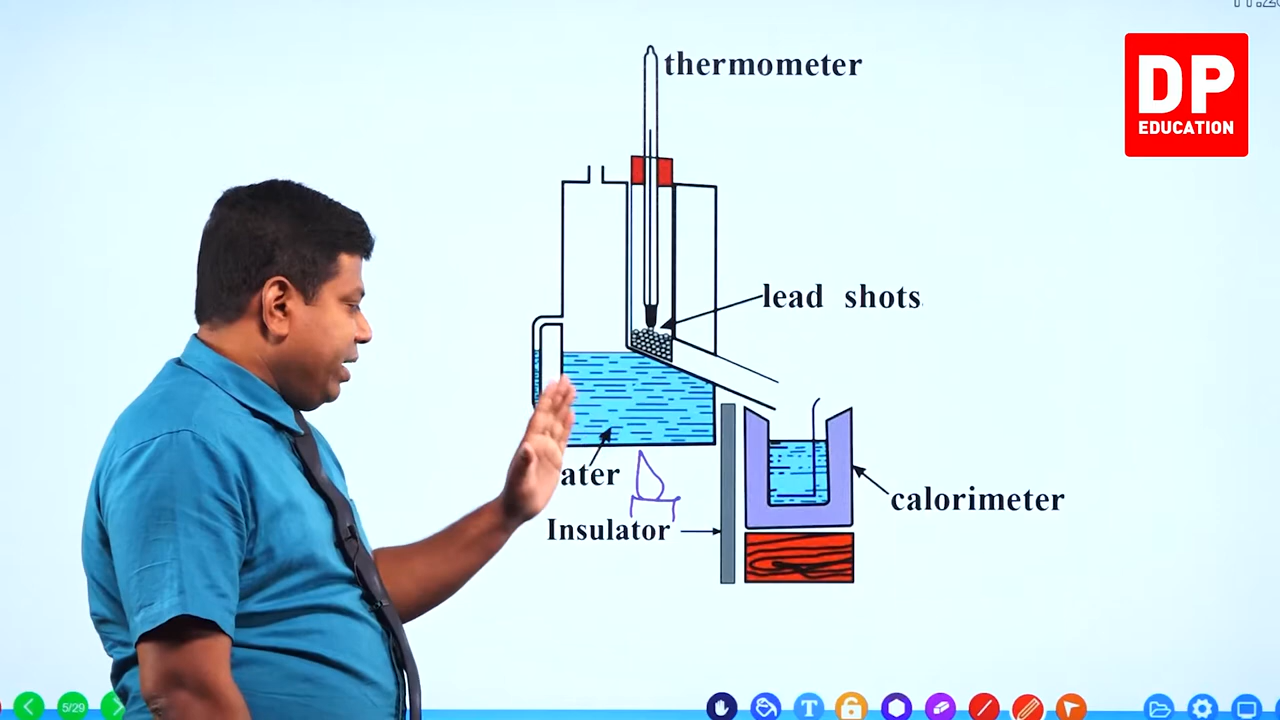 thermometer
DP
EDUCATION
lead shots
ater
calorimeter
Insulator
5/29
T